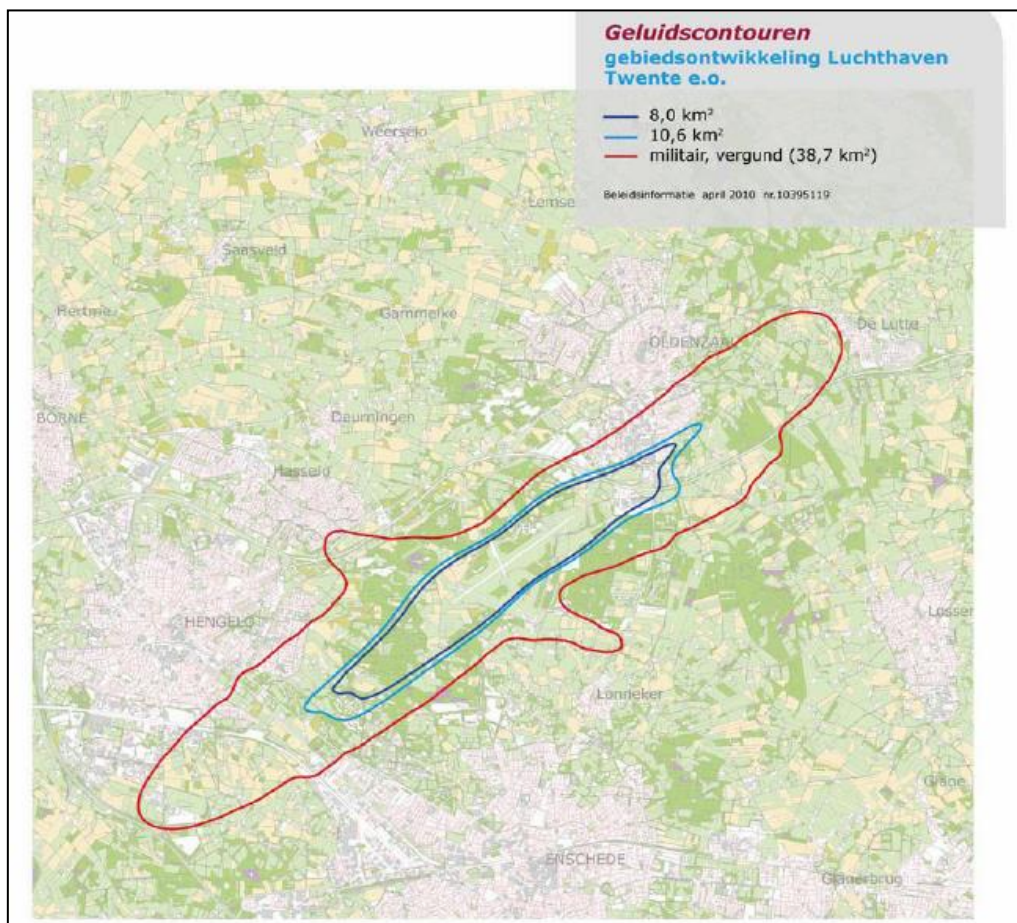 Geluidscontouren
gebiedsontwikkeling Luchthaven
Twente e.o.
8,0 km²
10,6 km²
militair, vergund (38,7 km²)
Beleidsinformatie april 2010 nr.10395119
Weerselo
Lemse
Saasveld
Hertme
Gammelke
OLDENZAAL
De Lutte
BORNE
Deurningen
Hasselo
HENGELO
Losser
Lonneker
Glane
ENSCHEDE
Glanerbrug